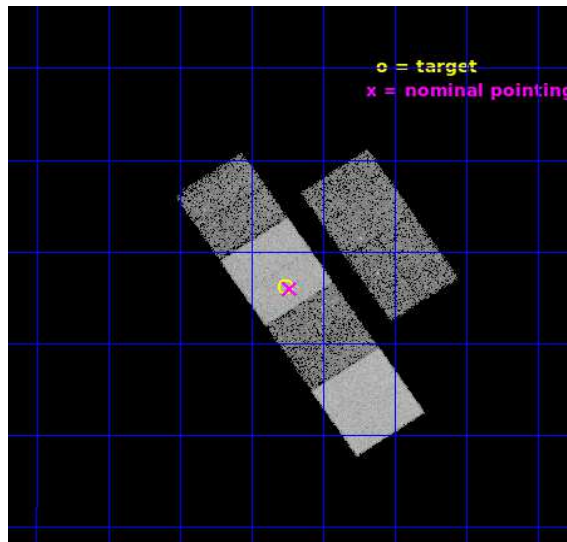 o = target
x = nominal pointing